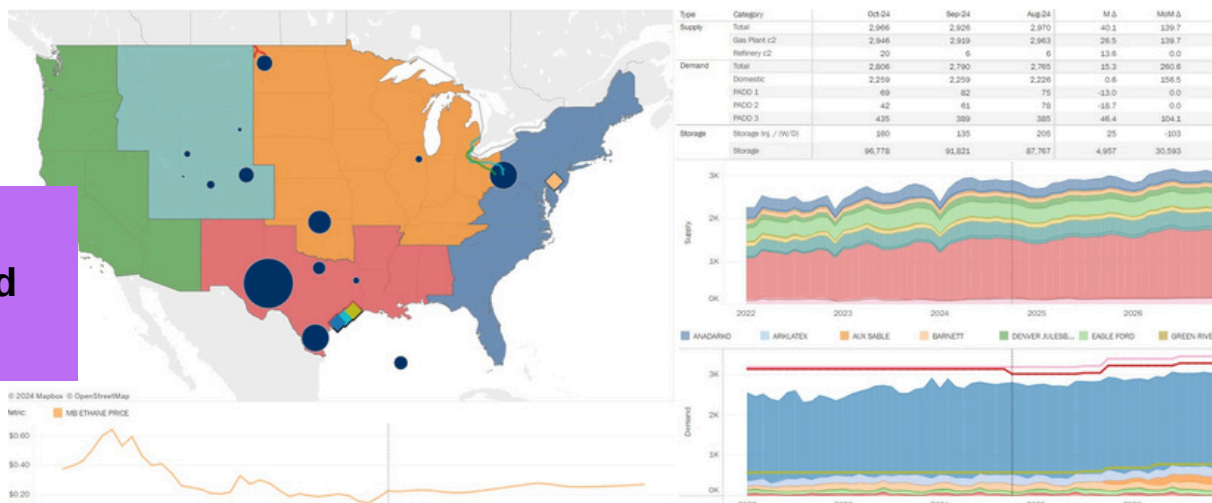 d
© 2024 Mapbox © OpenStreetMap
Metric: MB ETHANE PRICE
$0.60
$0.40
$0.20
Type Category Oct-24 Sep-24 Aug-24 M Δ MoM Δ
Supply Total 2,966 2,926 2,970 40.1 139.7
Gas Plant c2 2,946 2,919 2,963 26.5 139.7
Refinery c2 20 6 6 13.6 0.0
Demand Total 2,806 2,790 2,765 15.3 260.6
Domestic 2,259 2,259 2,226 0.6 156.5
PADD 1 69 82 75 -13.0 0.0
PADD 2 42 61 78 -18.7 0.0
PADD 3 435 389 385 46.4 104.1
Storage Storage Inj. / (W/D) 160 135 205 25 -103
Storage 96,778 91,821 87,767 4,957 30,593
3K
2K
1K
0K
Supply
2022 2023 2024 2025 2026
ANADARKO ARKLATEX AUX SABLE BARNETT DENVER JULESB... EAGLE FORD GREEN RIVE
3K
2K
1K
0K
Demand